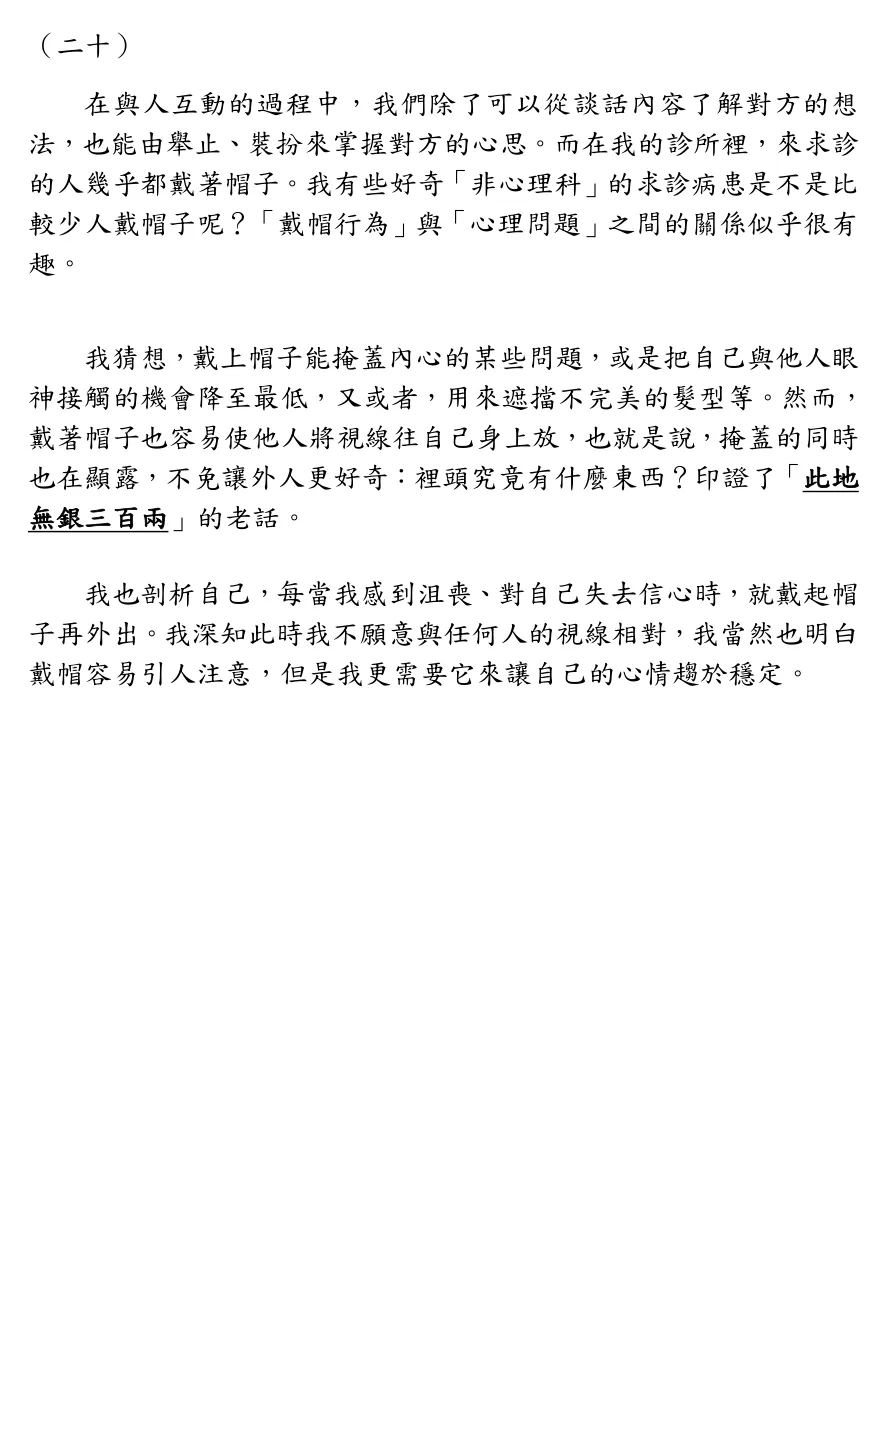 （二十）
在與人互動的過程中，我們除了可以從談話內容了解對方的想
法，也能由舉止、裝扮來掌握對方的心思。而在我的診所裡，來求診
的人幾乎都戴著帽子。我有些好奇「非心理科」的求診病患是不是比
較少人戴帽子呢？「戴帽行為」與「心理問題」之間的關係似乎很有
趣。
我猜想，戴上帽子能掩蓋內心的某些問題，或是把自己與他人眼
神接觸的機會降至最低，又或者，用來遮擋不完美的髮型等。然而，
戴著帽子也容易使他人將視線往自己身上放，也就是說，掩蓋的同時
也在顯露，不免讓外人更好奇：裡頭究竟有什麼東西？印證了「此地
無銀三百兩」的老話。
我也剖析自己，每當我感到沮喪、對自己失去信心時，就戴起帽
子再外出。我深知此時我不願意與任何人的視線相對，我當然也明白
戴帽容易引人注意，但是我更需要它來讓自己的心情趨於穩定。